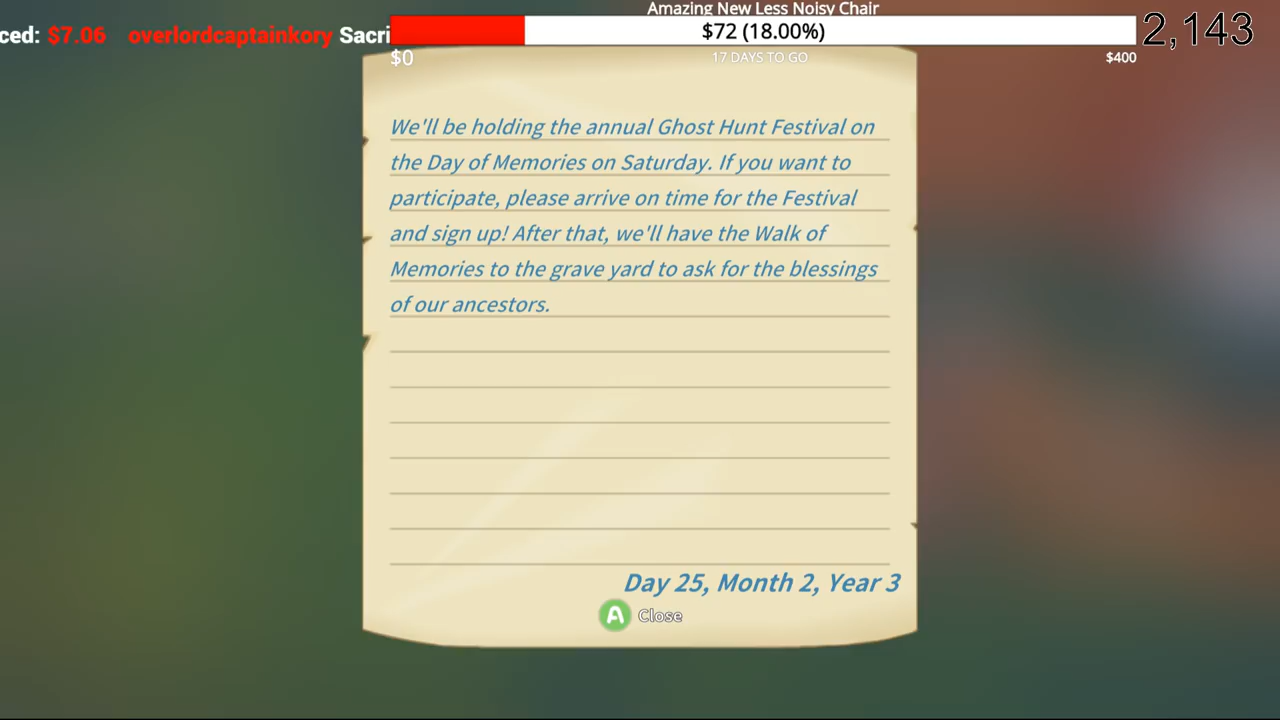 Amazing New Less Noisy Chair
ced: $7.06 overlordcaptainkory Sacri
$72 (18.00%)
2,143
$0
17 DAYS TO GO
$400
We'll be holding the annual Ghost Hunt Festival on
the Day of Memories on Saturday. If you want to
participate, please arrive on time for the Festival
and sign up! After that, we'll have the Walk of
Memories to the grave yard to ask for the blessings
of our ancestors.
Day 25, Month 2, Year 3
A Close